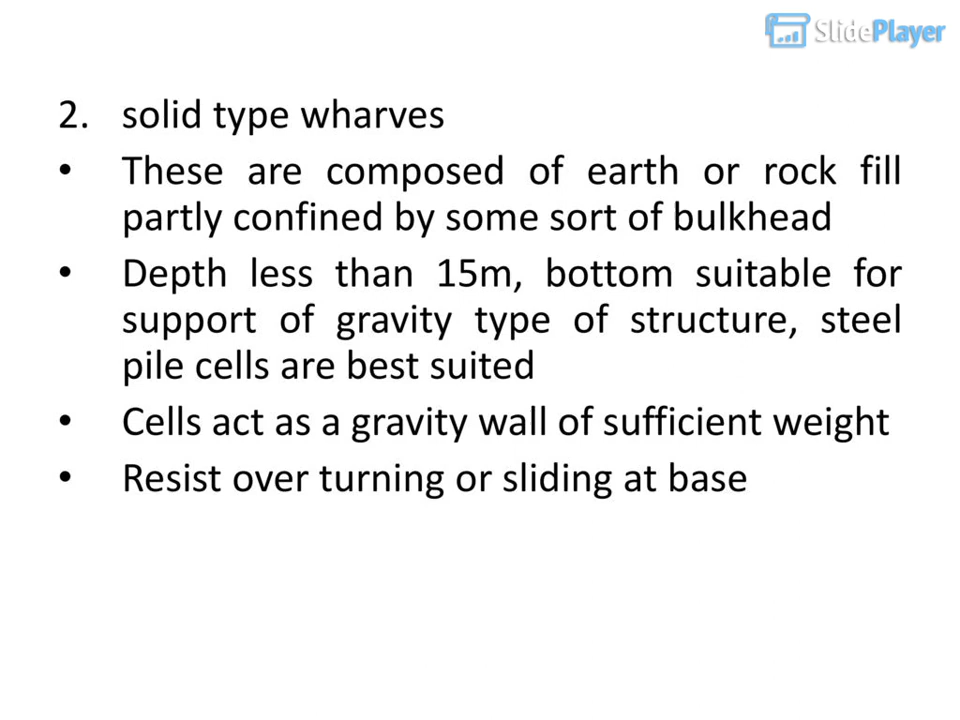 SlidePlayer
2. solid type wharves
• These are composed of earth or rock fill
partly confined by some sort of bulkhead
• Depth less than 15m, bottom suitable for
support of gravity type of structure, steel
pile cells are best suited
• Cells act as a gravity wall of sufficient weight
• Resist over turning or sliding at base